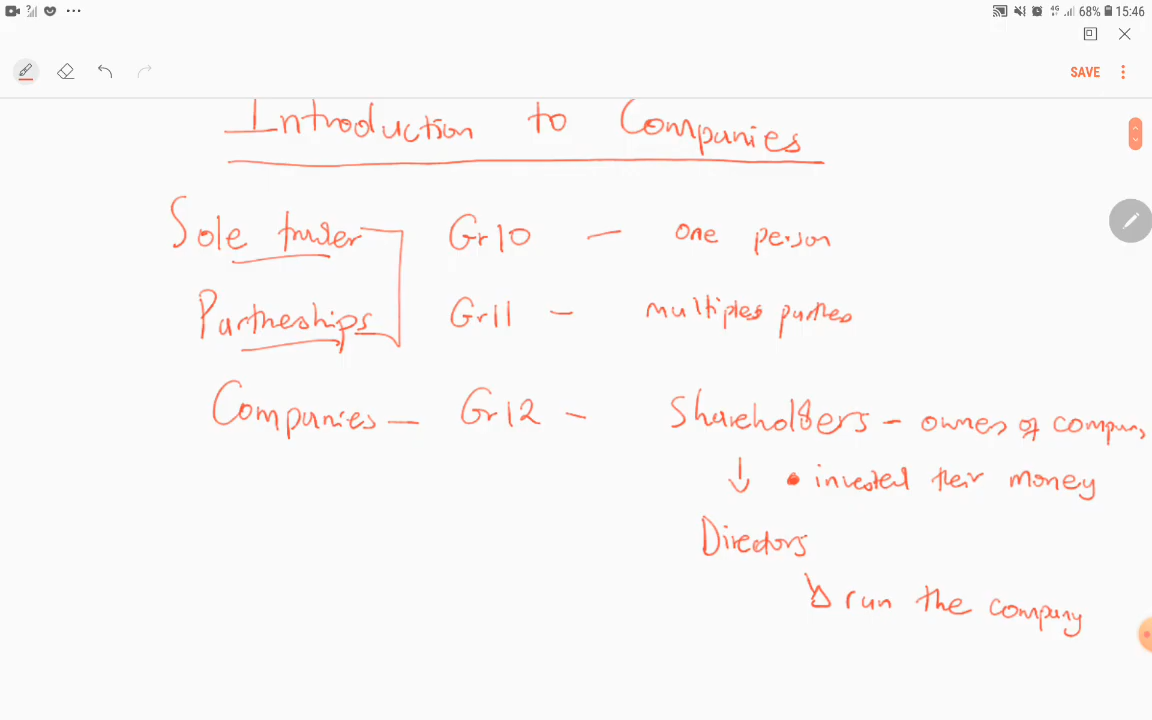 68% 15:46
SAVE
Introduction to Companies
Sole trader Gr10 - one person
Partneships Gr11 - multiples parties
Companies - Gr12 - Shareholders - owners of company
↓ • invested their money
Directors
run the company